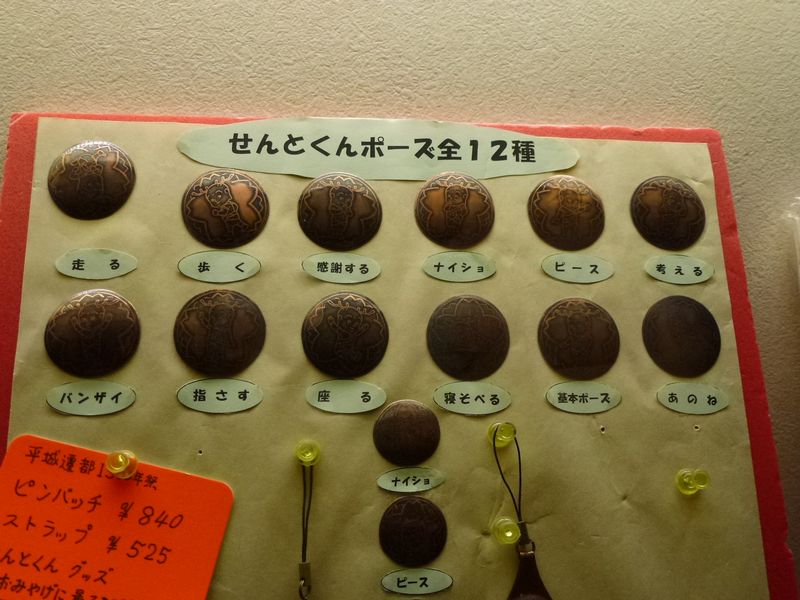 せんとくんポーズ全12種
走る
歩く
感謝する
ナイショ
ピース
考える
バンザイ
指さす
座る
寝そべる
基本ポーズ
あのね
ナイショ
ピース
平城遷都
ピンバッチ ¥840
ストラップ ¥525
んとくん グッズ
おみやげに